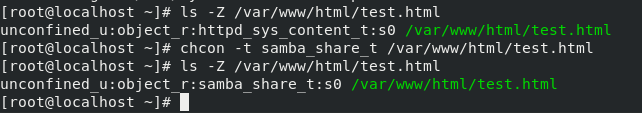 [root@localhost ~]# ls -Z /var/www/html/test.html
unconfined_u:object_r:httpd_sys_content_t:s0 /var/www/html/test.html
[root@localhost ~]# chcon -t samba_share_t /var/www/html/test.html
[root@localhost ~]# ls -Z /var/www/html/test.html
unconfined_u:object_r:samba_share_t:s0 /var/www/html/test.html
[root@localhost ~]#